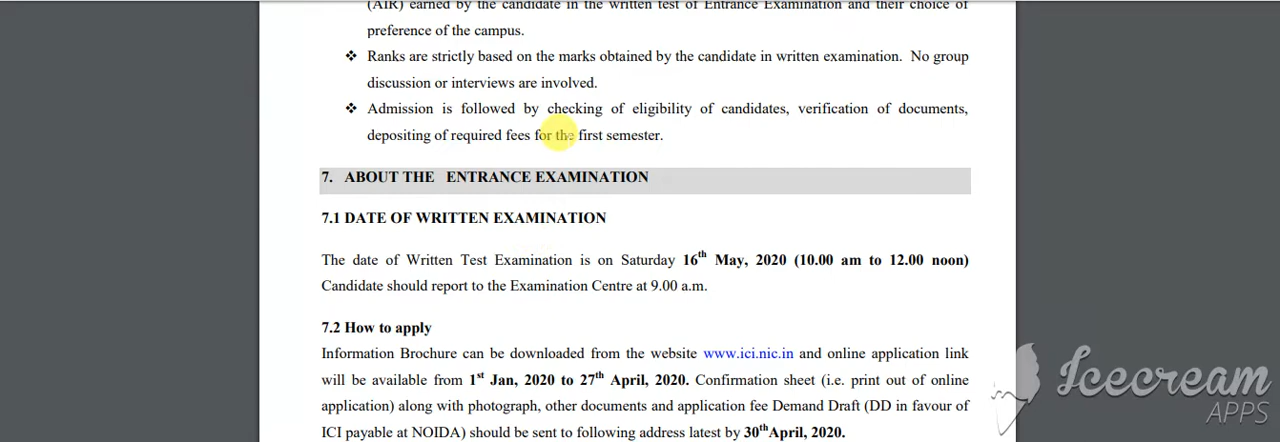 (AIR) earned by the candidate in the written test of Entrance Examination and their choice of
preference of the campus.
❖ Ranks are strictly based on the marks obtained by the candidate in written examination. No group
discussion or interviews are involved.
❖ Admission is followed by checking of eligibility of candidates, verification of documents,
depositing of required fees for the first semester.
7. ABOUT THE ENTRANCE EXAMINATION
7.1 DATE OF WRITTEN EXAMINATION
The date of Written Test Examination is on Saturday 16th May, 2020 (10.00 am to 12.00 noon)
Candidate should report to the Examination Centre at 9.00 a.m.
7.2 How to apply
Information Brochure can be downloaded from the website www.ici.nic.in and online application link
will be available from 1st Jan, 2020 to 27th April, 2020. Confirmation sheet (i.e. print out of online
application) along with photograph, other documents and application fee Demand Draft (DD in favour of
ICI payable at NOIDA) should be sent to following address latest by 30th April, 2020.
Icecream
APPS